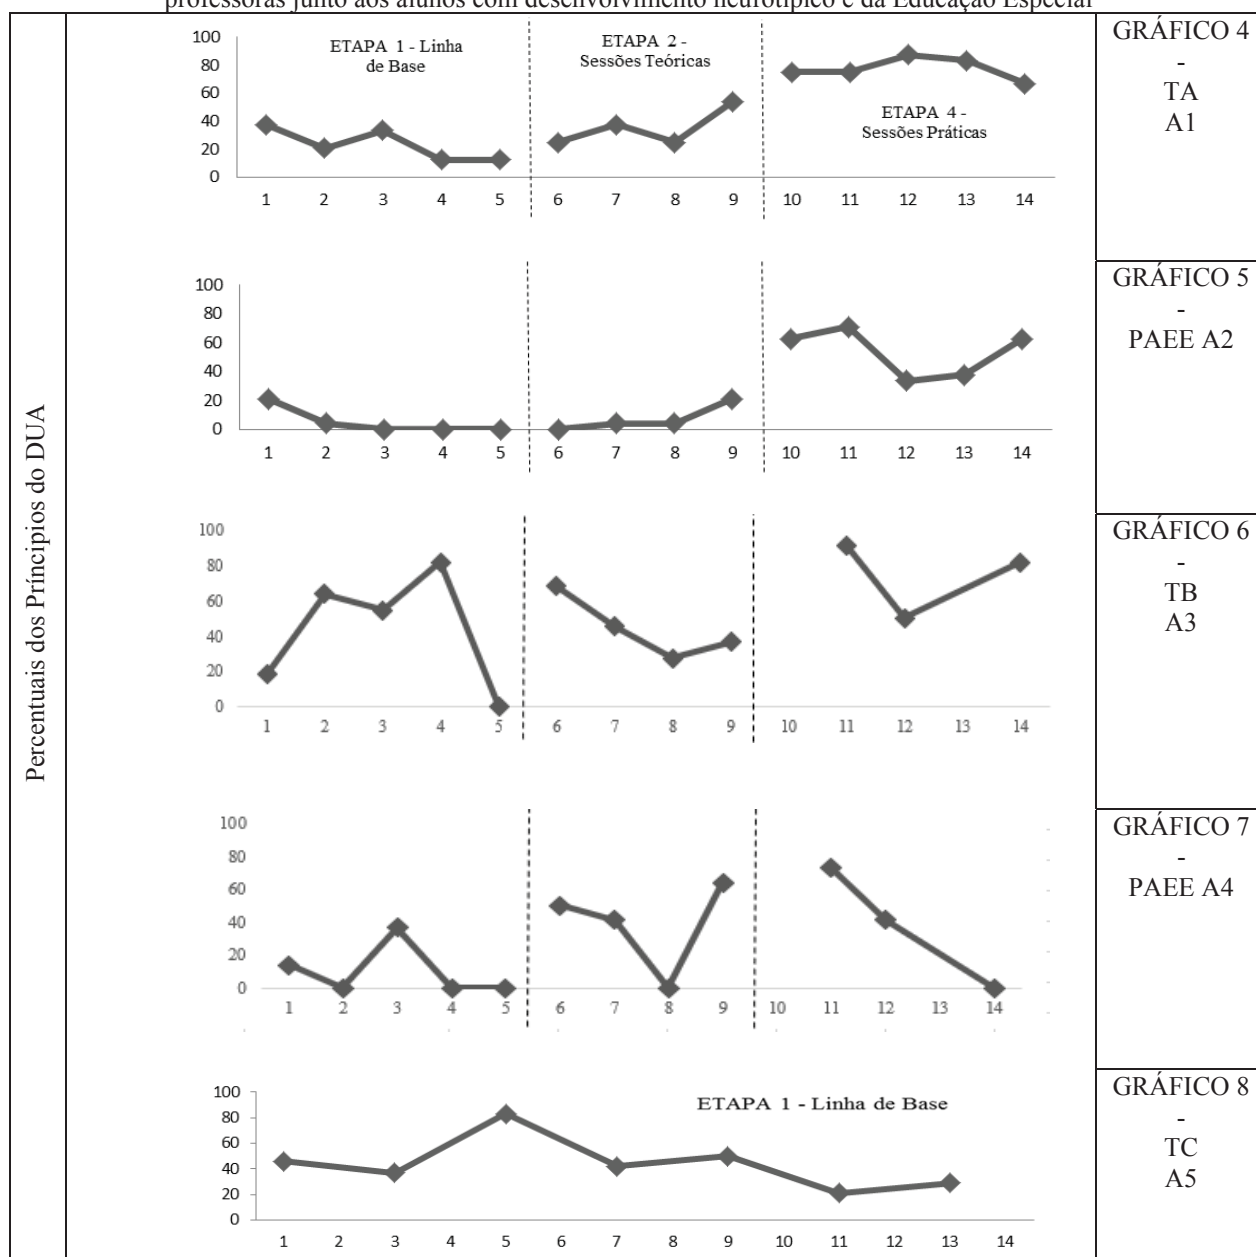 professoras junto aos alunos com desenvolvimento neurotípico e da Educação Especial
Percentuais dos Príncipios do DUA
100
80
60
40
20
0
ETAPA 1 - Linha
de Base
ETAPA 2 -
Sessões Teóricas
ETAPA 4 -
Sessões Práticas
1 2 3 4 5 6 7 8 9 10 11 12 13 14
GRÁFICO 4
-
TA
A1
100
80
60
40
20
0
1 2 3 4 5 6 7 8 9 10 11 12 13 14
GRÁFICO 5
-
PAEE A2
100
80
60
40
20
0
1 2 3 4 5 6 7 8 9 10 11 12 14
GRÁFICO 6
-
TB
A3
100
80
60
40
20
0
1 2 3 4 5 6 7 8 9 10 11 12 13 14
GRÁFICO 7
-
PAEE A4
100
80
60
40
20
0
ETAPA 1 - Linha de Base
1 2 3 4 5 6 7 8 9 10 11 12 13 14
GRÁFICO 8
-
TC
A5